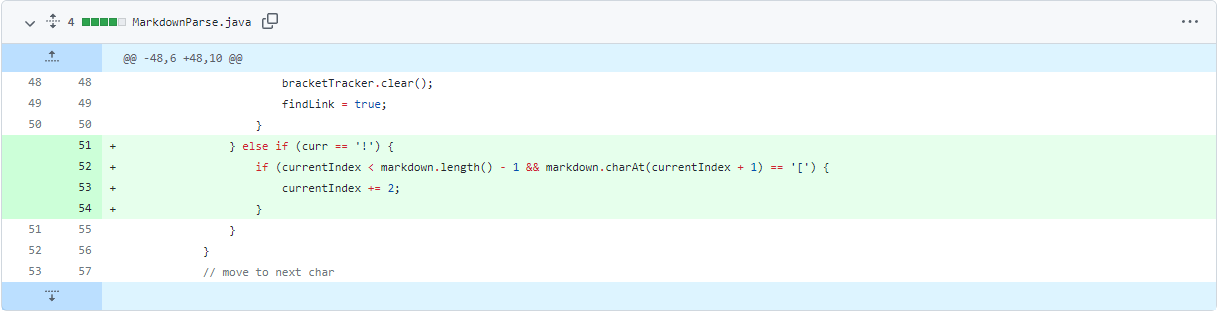 4 MarkdownParse.java
@@ -48,6 +48,10 @@
48 48 bracketTracker.clear();
49 49 findLink = true;
50 50 }
51 + } else if (curr == '!') {
52 + if (currentIndex < markdown.length() - 1 && markdown.charAt(currentIndex + 1) == '[') {
53 + currentIndex += 2;
54 + }
51 55 }
52 56 }
53 57 // move to next char